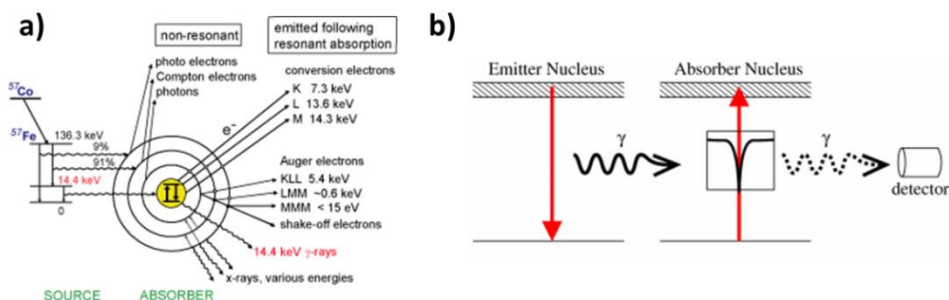 a)
non-resonant
emitted following
resonant absorption
photo electrons
Compton electrons
photons
conversion electrons
K 7.3 keV
L 13.6 keV
M 14.3 keV
e⁻
⁵⁷Co
⁵⁷Fe
136.3 keV
9%
91%
14.4 keV
0
Auger electrons
KLL 5.4 keV
LMM ~0.6 keV
MMM < 15 eV
shake-off electrons
14.4 keV γ-rays
x-rays, various energies
SOURCE
ABSORBER
b)
Emitter Nucleus
Absorber Nucleus
γ
γ
detector